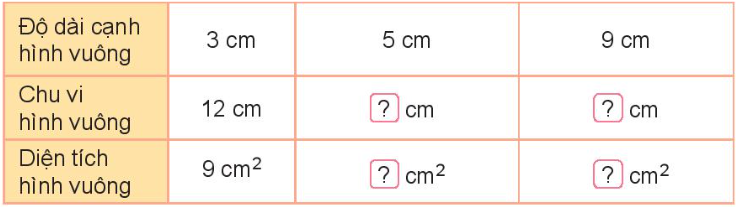 Độ dài cạnh
hình vuông
3 cm
5 cm
9 cm
Chu vi
hình vuông
12 cm
? cm
? cm
Diện tích
hình vuông
9 cm²
? cm²
? cm²